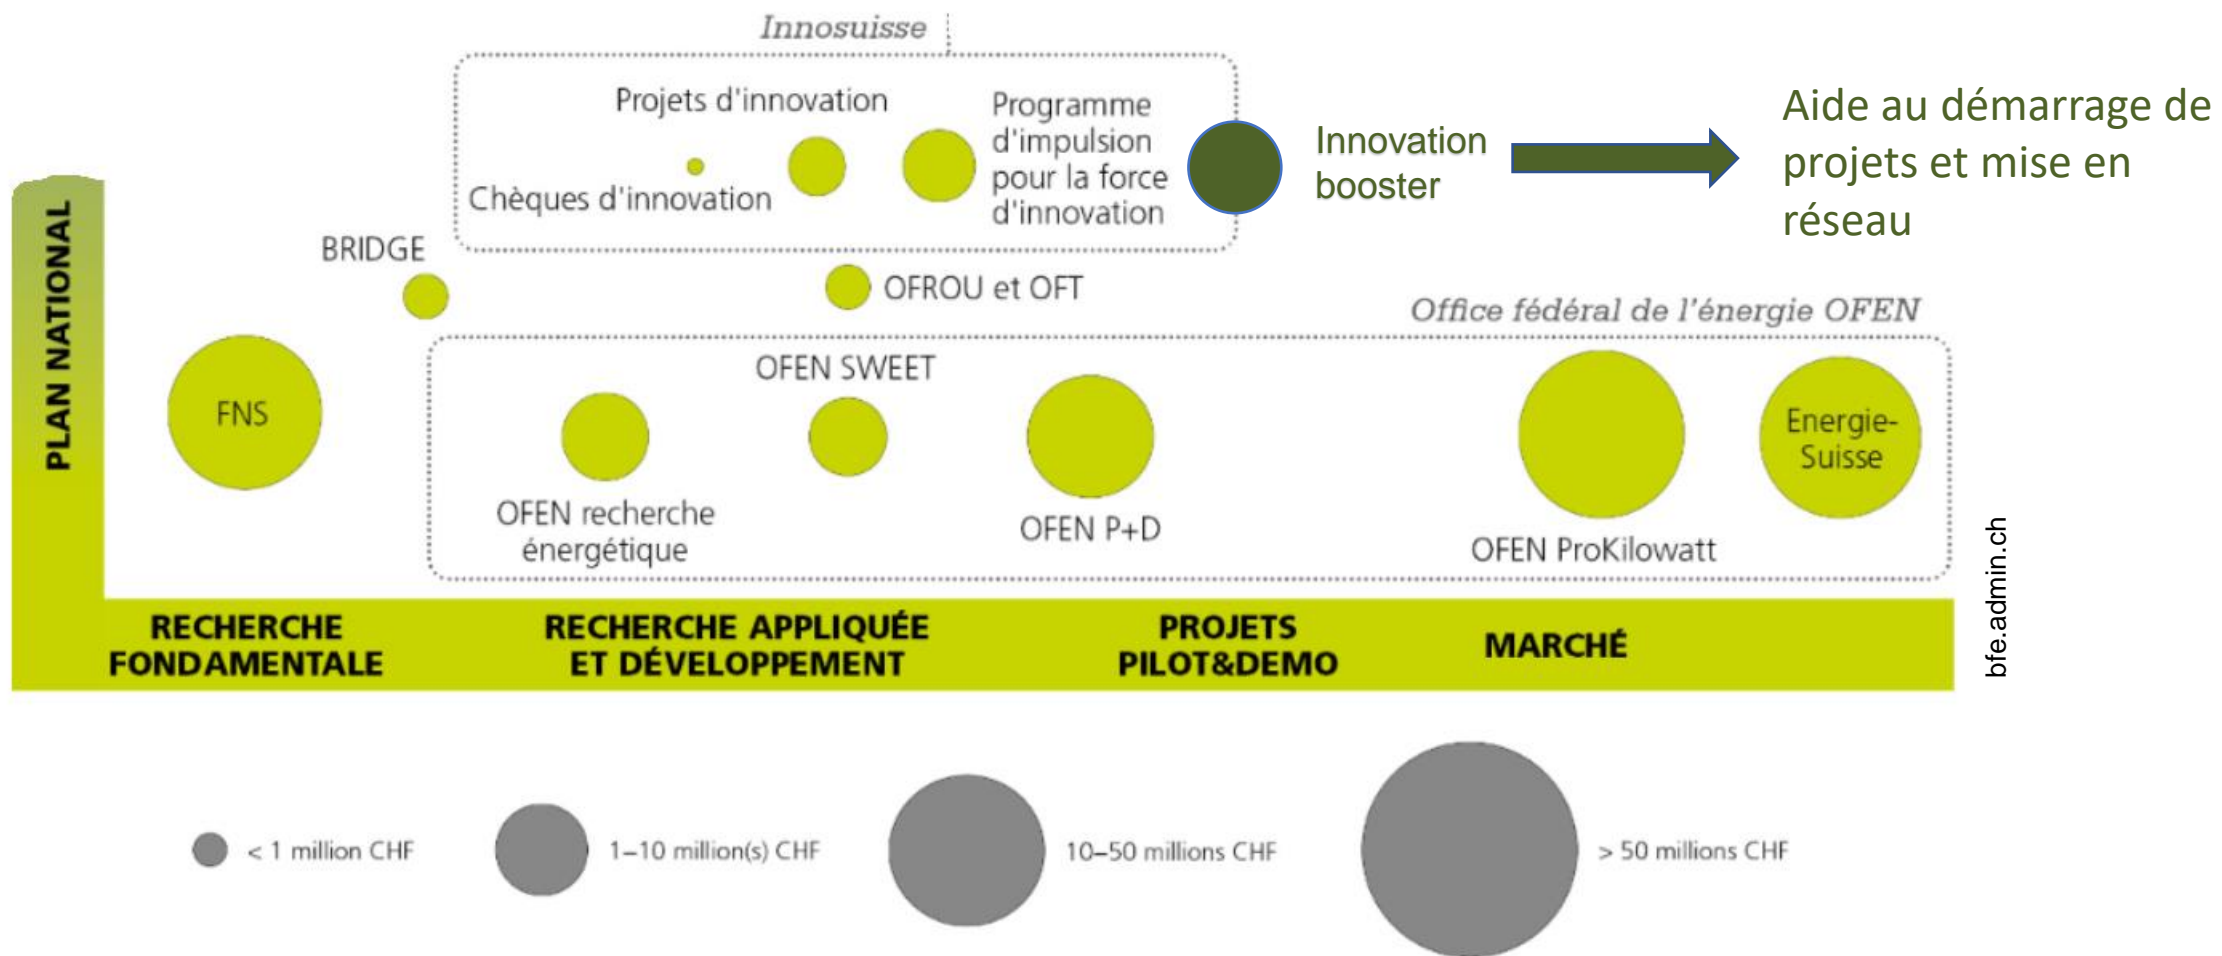 Innosuisse
Projets d'innovation
Chèques d'innovation
Programme
d'impulsion
pour la force
d'innovation
Innovation
booster
Aide au démarrage de
projets et mise en
réseau
PLAN NATIONAL
BRIDGE
OFROU et OFT
Office fédéral de l'énergie OFEN
FNS
OFEN SWEET
OFEN recherche
énergétique
OFEN P+D
OFEN ProKilowatt
Energie-
Suisse
bfe.admin.ch
RECHERCHE
FONDAMENTALE
RECHERCHE APPLIQUÉE
ET DÉVELOPPEMENT
PROJETS
PILOT&DEMO
MARCHÉ
< 1 million CHF
1–10 million(s) CHF
10–50 millions CHF
> 50 millions CHF